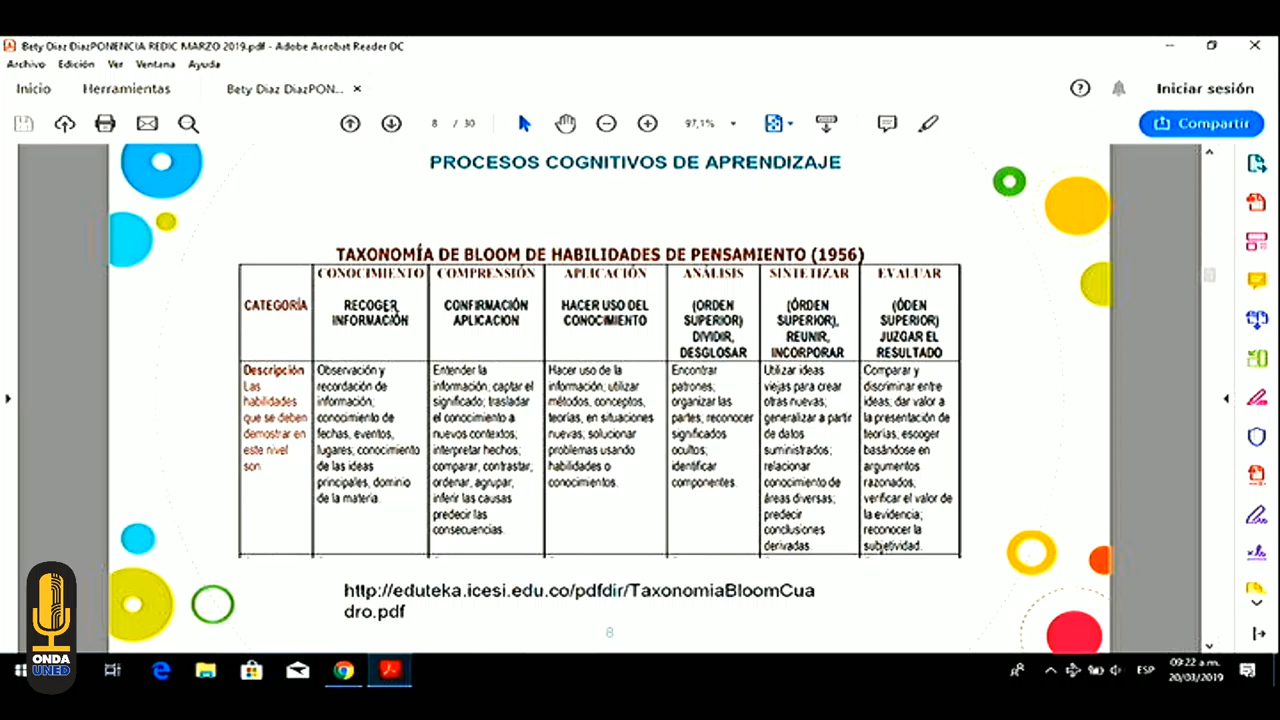 Bety Diaz DiazPONENCIA REDIC MARZO 2019.pdf - Adobe Acrobat Reader DC
Archivo Edición Ver Ventana Ayuda
Inicio Herramientas Bety Diaz DiazPON... ×
Iniciar sesión
8 / 30
97,1%
Compartir
PROCESOS COGNITIVOS DE APRENDIZAJE
TAXONOMÍA DE BLOOM DE HABILIDADES DE PENSAMIENTO (1956)
CATEGORÍA
CONOCIMIENTO
RECOGER
INFORMACIÓN
COMPRENSIÓN
CONFIRMACIÓN
APLICACION
APLICACIÓN
HACER USO DEL
CONOCIMIENTO
ANÁLISIS
(ORDEN
SUPERIOR)
DIVIDIR,
DESGLOSAR
SINTETIZAR
(ÓRDEN
SUPERIOR),
REUNIR,
INCORPORAR
EVALUAR
(ÓDEN
SUPERIOR)
JUZGAR EL
RESULTADO
Descripción
Las
habilidades
que se deben
demostrar en
este nivel
son
Observación y
recordación de
información;
conocimiento de
fechas, eventos,
lugares; conocimiento
de las ideas
principales, dominio
de la materia.
Entender la
información; captar el
significado; trasladar
el conocimiento a
nuevos contextos;
interpretar hechos;
comparar, contrastar;
ordenar, agrupar;
inferir las causas
predecir las
consecuencias.
Hacer uso de la
información; utilizar
métodos, conceptos,
teorías, en situaciones
nuevas; solucionar
problemas usando
habilidades o
conocimientos.
Encontrar
patrones;
organizar las
partes; reconocer
significados
ocultos;
identificar
componentes.
Utilizar ideas
viejas para crear
otras nuevas;
generalizar a partir
de datos
suministrados;
relacionar
conocimiento de
áreas diversas;
predecir
conclusiones
derivadas
Comparar y
discriminar entre
ideas; dar valor a
la presentación de
teorías; escoger
basándose en
argumentos
razonados;
verificar el valor de
la evidencia;
reconocer la
subjetividad.
http://eduteka.icesi.edu.co/pdfdir/TaxonomiaBloomCua
dro.pdf
8
ONDA
UNED
ESP
09:22 a.m.
20/03/2019